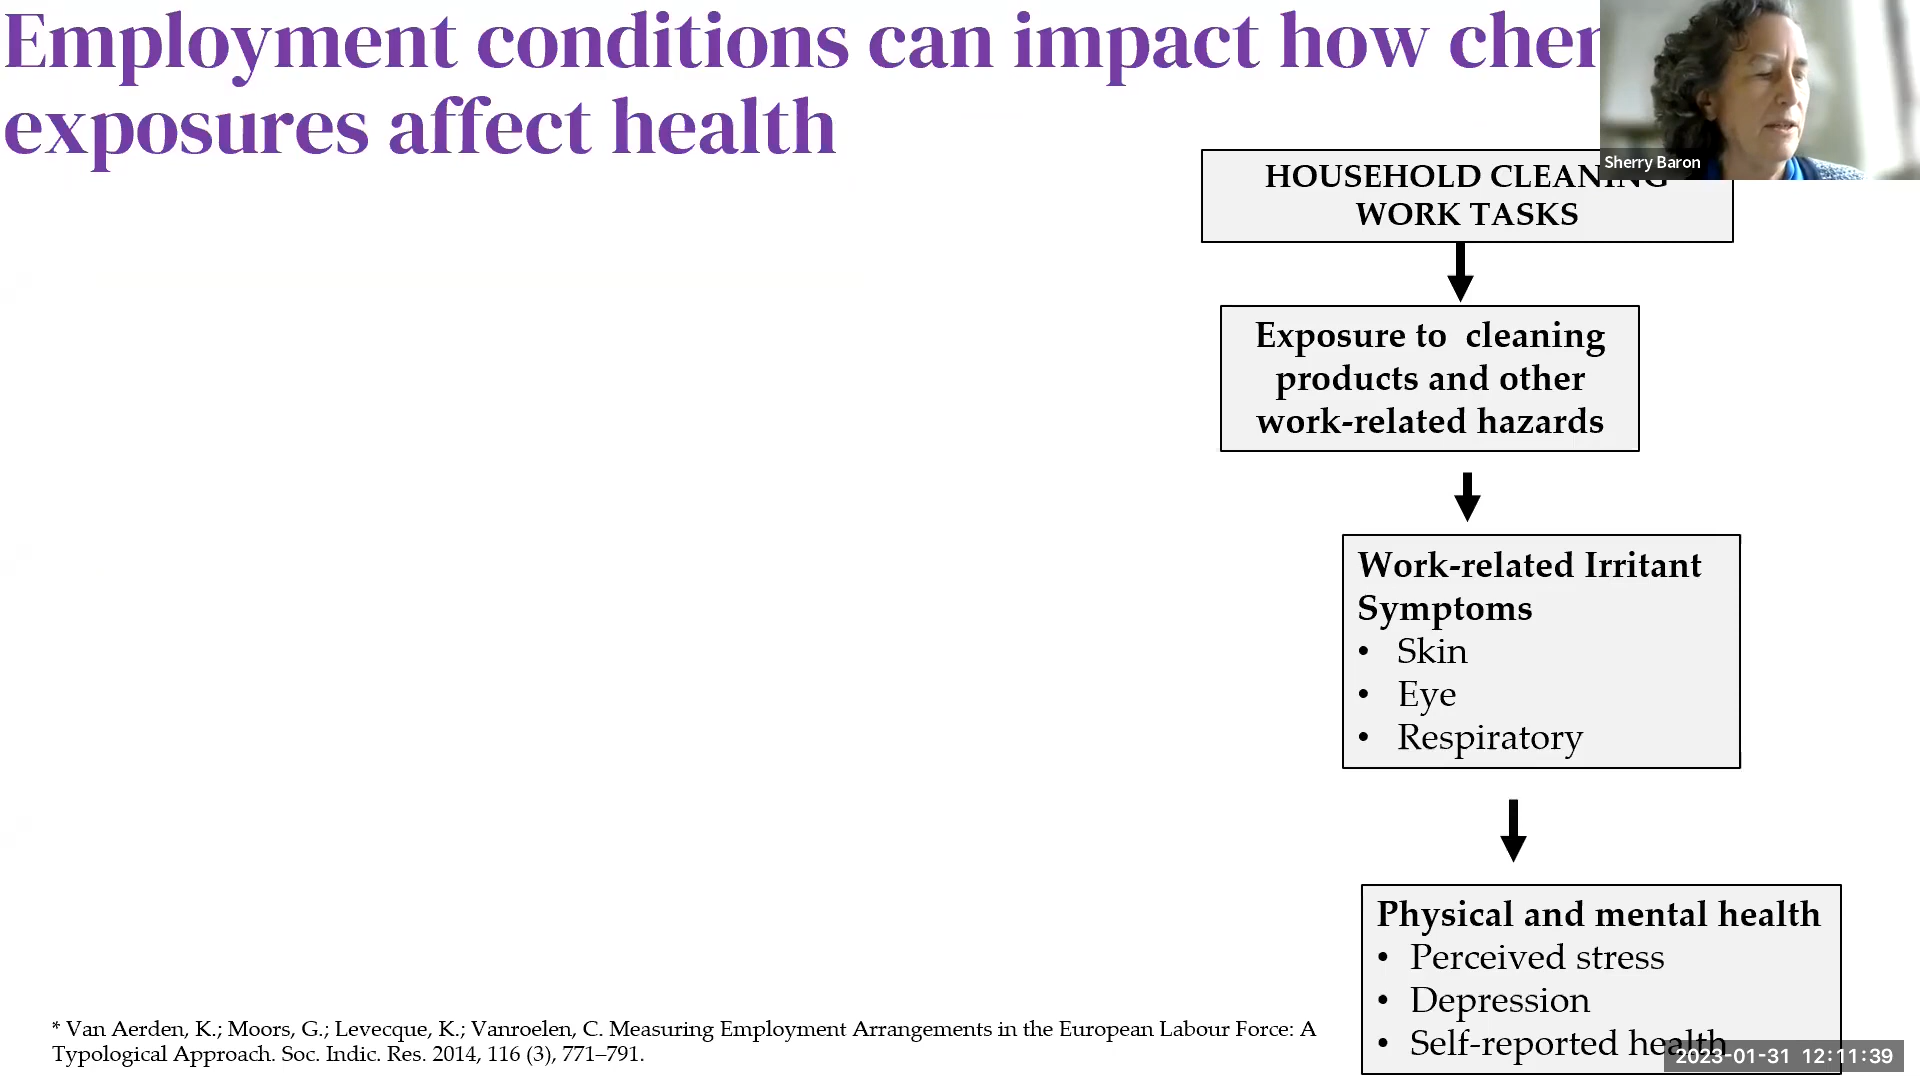 Employment conditions can impact how
exposures affect health
Sherry Baron
HOUSEHOLD CLEANING
WORK TASKS
Exposure to cleaning
products and other
work-related hazards
Work-related Irritant
Symptoms
• Skin
• Eye
• Respiratory
Physical and mental health
• Perceived stress
• Depression
• Self-reported health
* Van Aerden, K.; Moors, G.; Levecque, K.; Vanroelen, C. Measuring Employment Arrangements in the European Labour Force: A
Typological Approach. Soc. Indic. Res. 2014, 116 (3), 771–791.
2023-01-31 12:11:39